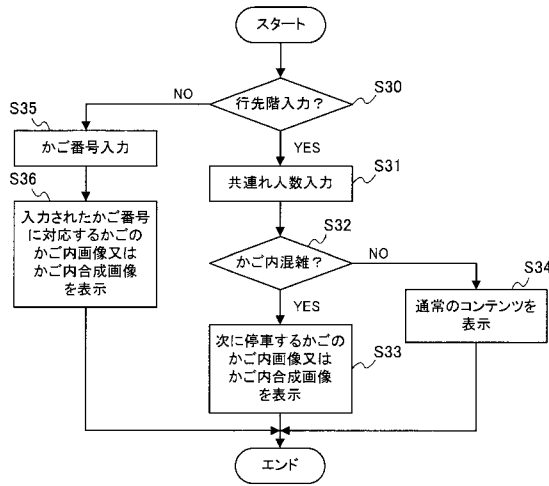 スタート
行先階入力?
S30
NO
YES
S35
かご番号入力
共連れ人数入力
S31
S36
入力されたかご番号
に対応するかごの
かご内画像又は
かご内合成画像
を表示
かご内混雑?
S32
NO
YES
S34
通常のコンテンツを
表示
次に停車するかごの
かご内画像又は
かご内合成画像
を表示
S33
エンド